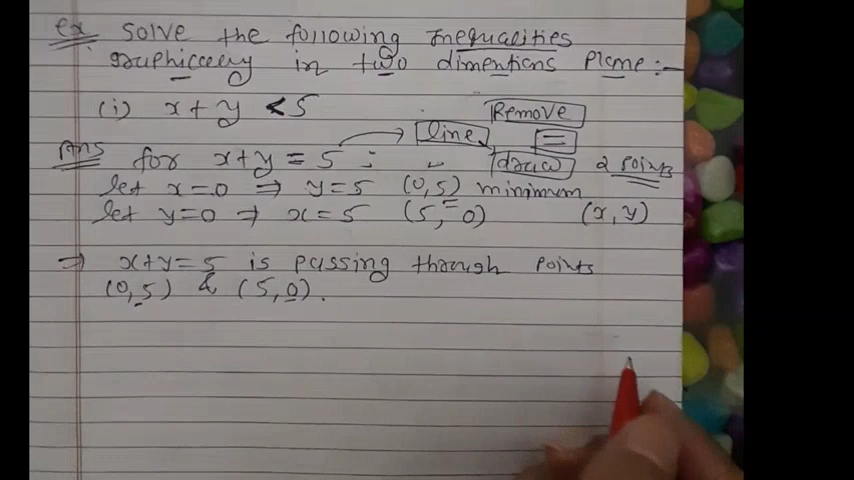 Ex. Solve the following Inequalities
graphically in two dimentions Plane :-
(i) x + y < 5
Remove
line
=
Ans for x+y = 5 :
draw 2 points
let x=0 ⇒ y=5 (0,5) minimum
let y=0 ⇒ x=5 (5, 0) (x, y)
⇒ x+y=5 is passing through points
(0,5) & (5,0).